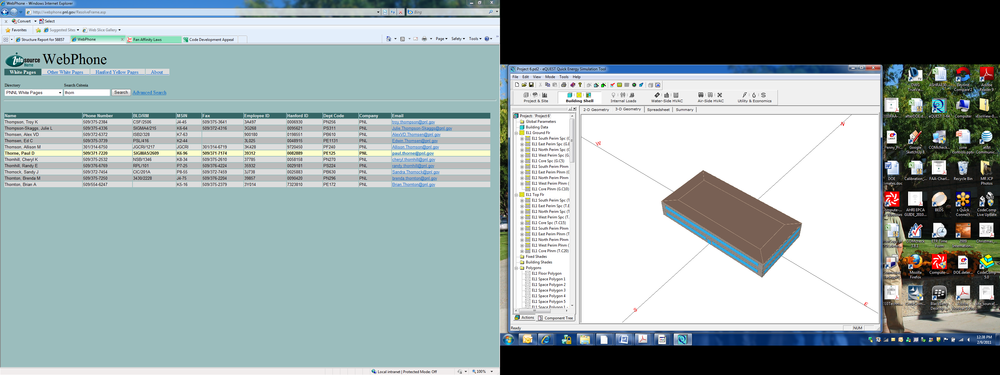 WebPhone - Windows Internet Explorer
http://webphone.pnl.gov/ResolveFrame.asp
Bing
Convert Select
Favorites Suggested Sites Web Slice Gallery
Structure Report for 58857 WebPhone Fan Affinity Laws Code Development Appeal
Page Safety Tools
infosource Home WebPhone
White Pages Other White Pages Hanford Yellow Pages About
Directory Search Criteria
PNNL White Pages thorn Search Advanced Search
Name Phone Number BLD/RM MSIN Fax Employee ID Hanford ID Dept Code Company Email
Thompson, Troy K 509/375-2384 CSF/2506 J4-45 509/375-3641 3A497 0006930 PN256 PNL troy.thompson@pnl.gov
Thompson-Skaggs, Julie L 509/375-4336 SIGMA4/215 K6-64 509/372-4316 3G268 0095621 PS311 PNL Julie.Thompson-Skaggs@pnl.gov
Thomsen, Alex VD 509/372-6372 ISB2/328 K7-63 900180 0198551 PB610 PNL AlexVD.Thomsen@pnl.gov
Thomsen, Ed C 509/375-3739 PSL/416 K2-44 3L025 0048915 PE1131 PNL Edwin.Thomsen@pnl.gov
Thomson, Allison M 301/314-6750 JGCRI/1217 JGCRI 301/314-6719 3K428 9720450 PF240 PNL Allison.Thomson@pnl.gov
Thorne, Paul D 509/371-7220 SIGMA5/2609 K6-96 509/371-7174 39312 0082889 PE125 PNL paul.thorne@pnl.gov
Thornhill, Cheryl K 509/375-2532 NSB/1346 K8-34 509/375-2610 37785 0058158 PN270 PNL cheryl.thornhill@pnl.gov
Thornhill, Randy E 509/376-6769 RPL/101 P7-25 509/376-4224 35932 0029181 PS224 PNL randy.thornhill@pnl.gov
Thornock, Sandy J 509/372-7454 CIC/201A P8-55 509/372-7459 3J738 0025883 PB630 PNL Sandra.Thornock@pnl.gov
Thornton, Brenda M 509/375-7250 3430/2228 J4-75 509/376-2204 39857 0090420 PN296 PNL brenda.thornton@pnl.gov
Thornton, Brian A 509/554-6247 K5-16 509/375-2379 3Y014 7323810 PE172 PNL Brian.Thornton@pnl.gov
Local intranet | Protected Mode: Off 100%
Project 6.pd2 - eQUEST Quick Energy Simulation Tool
File Edit View Mode Tools Help
Project & Site Building Shell Internal Loads Water-Side HVAC Air-Side HVAC Utility & Economics
2-D Geometry 3-D Geometry Spreadsheet Summary
Project: 'Project 6'
Global Parameters
Building Data
EL1 Ground Flr
EL1 South Perim Spc (G
EL1 East Perim Spc (G.E
EL1 North Perim Spc (G
EL1 West Perim Spc (G.
EL1 Core Spc (G.C5)
EL1 South Perim Plnm
EL1 East Perim Plnm (G
EL1 North Perim Plnm
EL1 West Perim Plnm (
EL1 Core Plnm (G.C10)
EL1 Top Flr
EL1 South Perim Spc (T
EL1 East Perim Spc (T.E
EL1 North Perim Spc (T
EL1 West Perim Spc (T.
EL1 Core Spc (T.C15)
EL1 South Perim Plnm
EL1 East Perim Plnm (T
EL1 North Perim Plnm
EL1 West Perim Plnm (
EL1 Core Plnm (T.C20)
Fixed Shades
Building Shades
Polygons
EL1 Floor Polygon
EL1 Space Polygon 1
EL1 Space Polygon 2
EL1 Space Polygon 3
EL1 Space Polygon 4
EL1 Space Polygon 5
EL1 Space Polygon 1 -
Actions Component Tree
W
N
S
E
Ready NUM
DWG TrueVie... ASHRAE30... Beyond Compare 2 Adobe Reader 9
2010FAA-... afterDOE.d... eQUEST 3-64 Computer xEsoView-0....
CPenny_Pr... Google SketchUp 8 COMcheck... zone controls.pptx at&t Communic...
DOE climates.doc Calibration_... FAA-Charl... Recycle Bin MR JCP Photos
Compute-... for Windows AHRI EPCA GUIDE_2010... BEDS s Quick Connect CodeComp Live Update
afterCopy of DOE.deter... COMcheck 3.8.1 ETR Time Form 2009 Internation... Christmas_...
Connected BackupPC Mozilla Firefox Compute-... DOE.deter... CodeComp 5.0
2010Techni... CodeCom... BlackBerry Desktop... Adobe Acrobat 9 Pro site_source[...
12:38 PM
2/9/2011